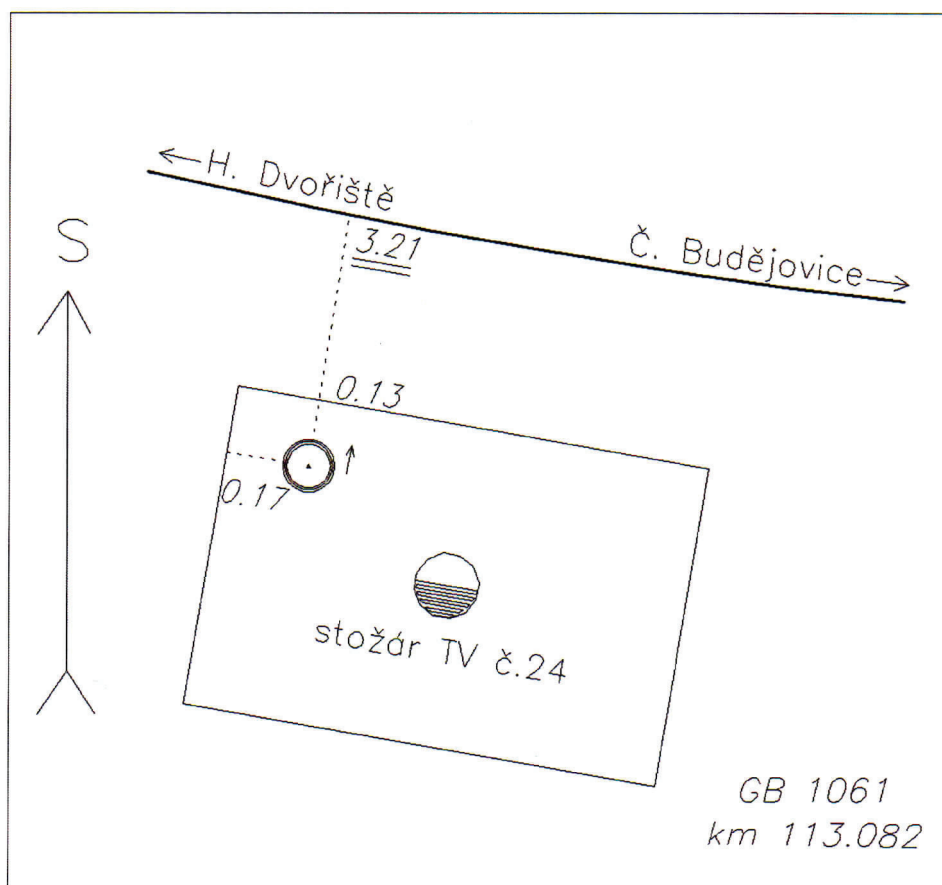 ←H. Dvořiště
S
3.21
Č. Budějovice→
0.13
0.17
stožár TV č.24
GB 1061
km 113.082